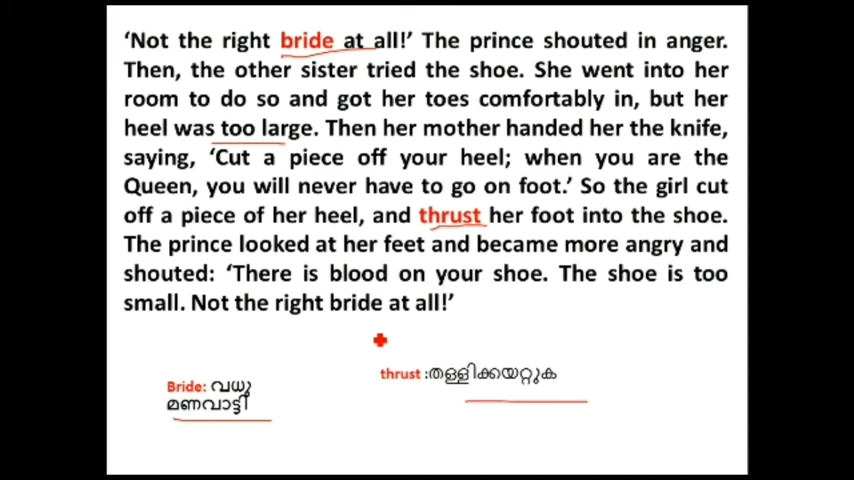 ‘Not the right bride at all!’ The prince shouted in anger.
Then, the other sister tried the shoe. She went into her
room to do so and got her toes comfortably in, but her
heel was too large. Then her mother handed her the knife,
saying, ‘Cut a piece off your heel; when you are the
Queen, you will never have to go on foot.’ So the girl cut
off a piece of her heel, and thrust her foot into the shoe.
The prince looked at her feet and became more angry and
shouted: ‘There is blood on your shoe. The shoe is too
small. Not the right bride at all!’
thrust :തള്ളിക്കയറ്റുക
Bride: വധു
മണവാട്ടി